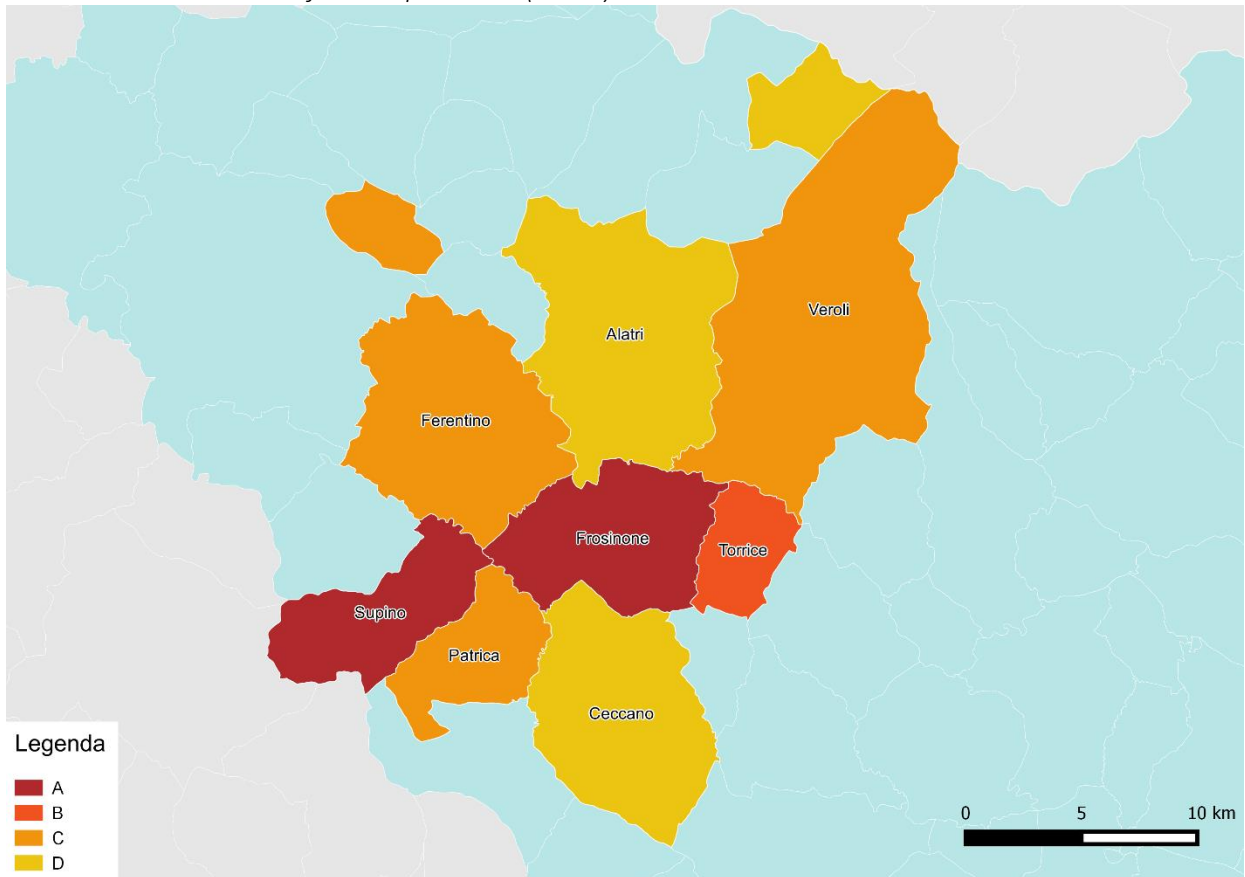 Alatri
Veroli
Ferentino
Frosinone
Torrice
Supino
Patrica
Ceccano
Legenda
A
B
C
D
0 5 10 km